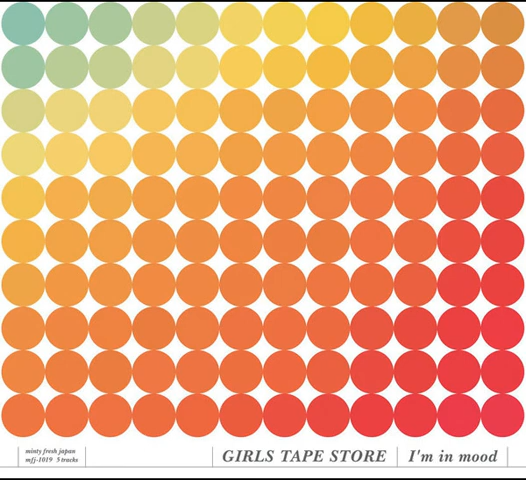 minty fresh japan
mfj-1019 5 tracks
GIRLS TAPE STORE
I'm in mood